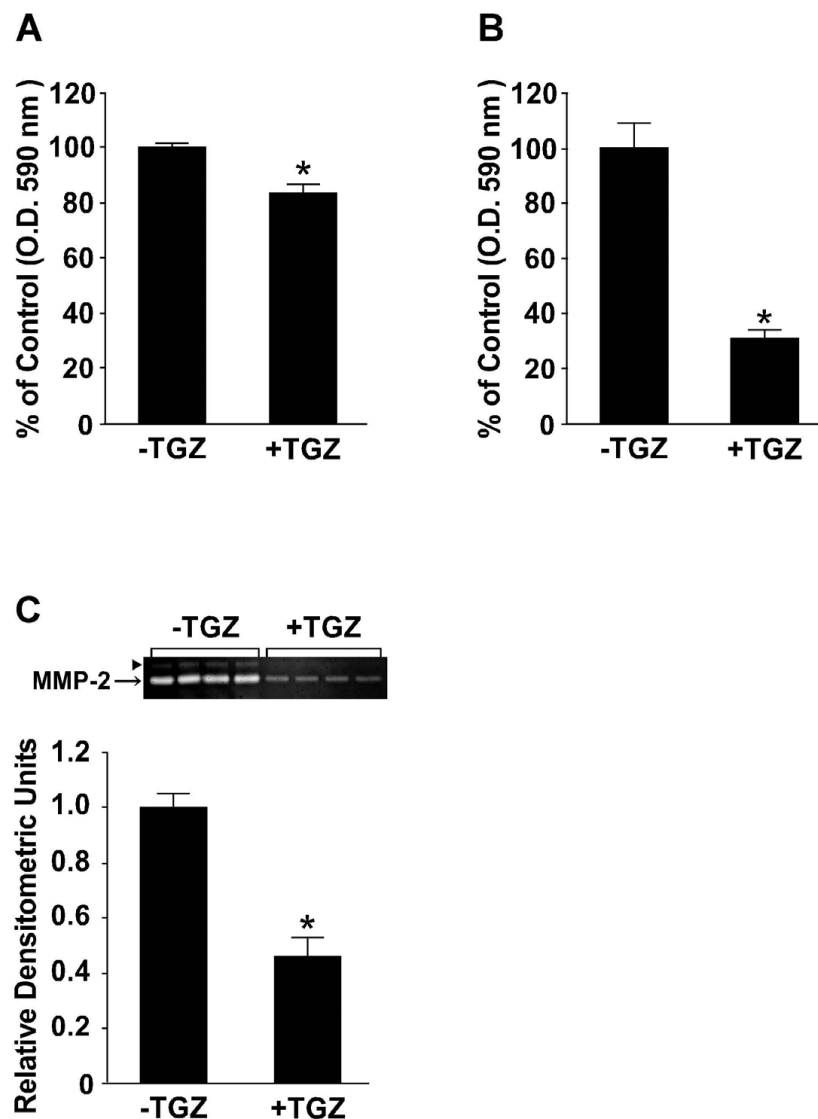 A
% of Control (O.D. 590 nm )
120
100
80
60
40
20
0
*
-TGZ
+TGZ
B
% of Control (O.D. 590 nm )
120
100
80
60
40
20
0
*
-TGZ
+TGZ
C
-TGZ
+TGZ
MMP-2
Relative Densitometric Units
1.2
1.0
0.8
0.6
0.4
0.2
0
*
-TGZ
+TGZ